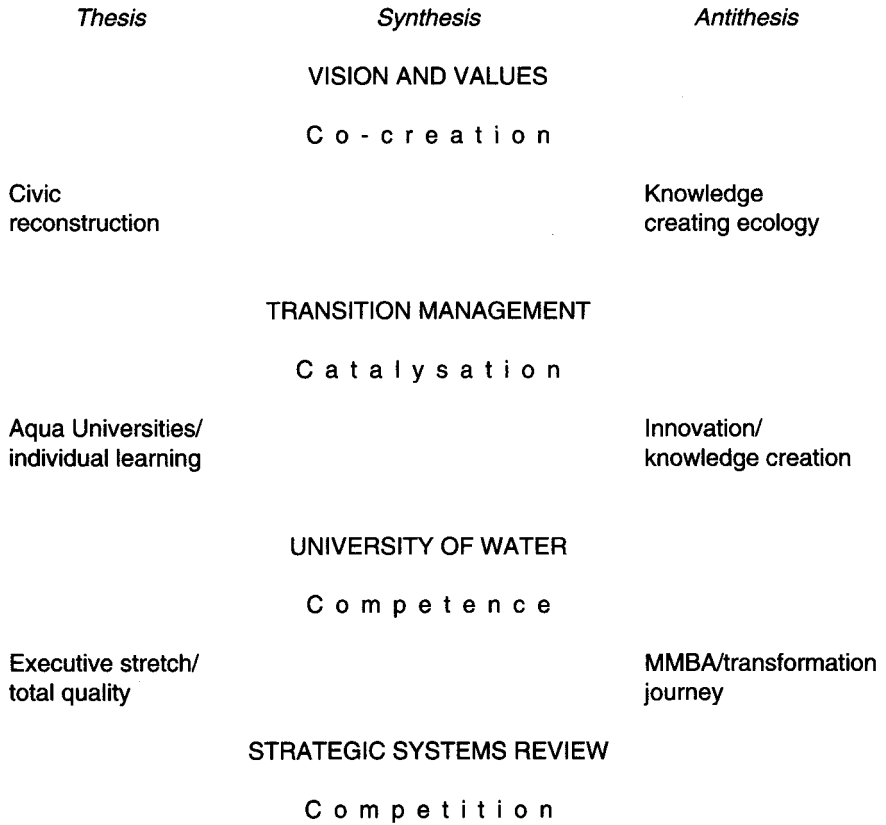 Thesis Synthesis Antithesis
VISION AND VALUES
Co-creation
Civic Knowledge
reconstruction creating ecology
TRANSITION MANAGEMENT
Catalysation
Aqua Universities/ Innovation/
individual learning knowledge creation
UNIVERSITY OF WATER
Competence
Executive stretch/ MMBA/transformation
total quality journey
STRATEGIC SYSTEMS REVIEW
Competition